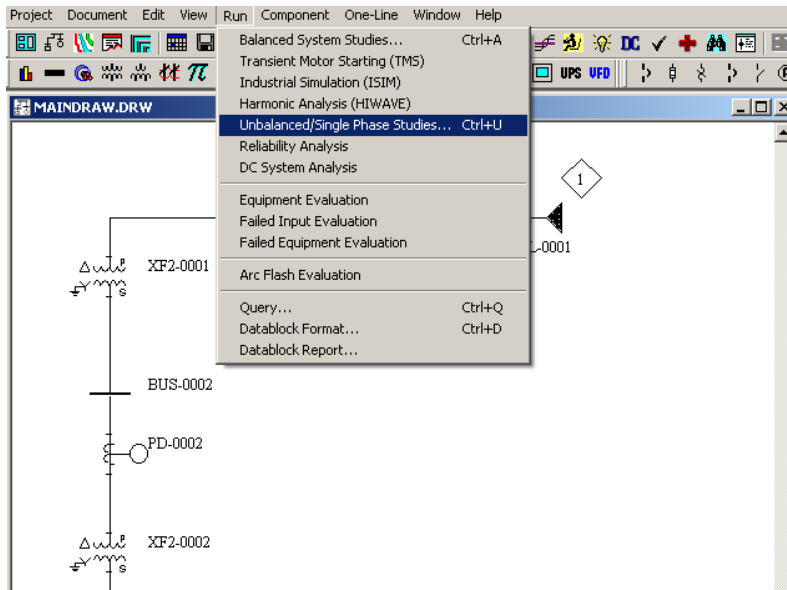 Project Document Edit View Run Component One-Line Window Help
DC
UPS VFD
MAINDRAW.DRW
Balanced System Studies... Ctrl+A
Transient Motor Starting (TMS)
Industrial Simulation (ISIM)
Harmonic Analysis (HIWAVE)
Unbalanced/Single Phase Studies... Ctrl+U
Reliability Analysis
DC System Analysis
Equipment Evaluation
Failed Input Evaluation
Failed Equipment Evaluation
Arc Flash Evaluation
Query... Ctrl+Q
Datablock Format... Ctrl+D
Datablock Report...
1
L-0001
P
XF2-0001
S
BUS-0002
PD-0002
P
XF2-0002
S